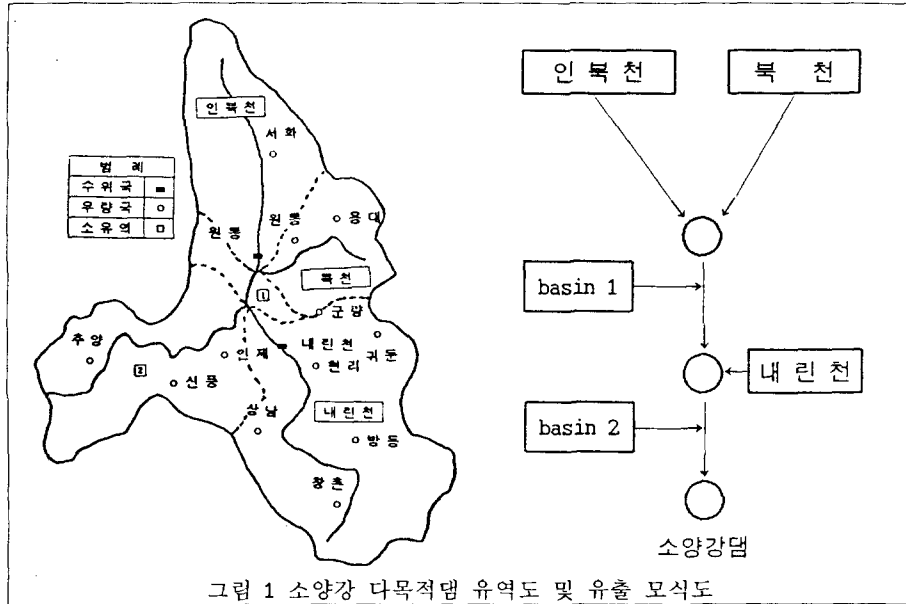 인북천
서화
범 례
수위국
우량국
소유역
원통
원통
용대
북천
1
군량
추양
2
인제
내린천
귀둔
신풍
현리
상남
내린천
방동
창촌
인북천
북 천
basin 1
내린천
basin 2
소양강댐
그림 1 소양강 다목적댐 유역도 및 유출 모식도